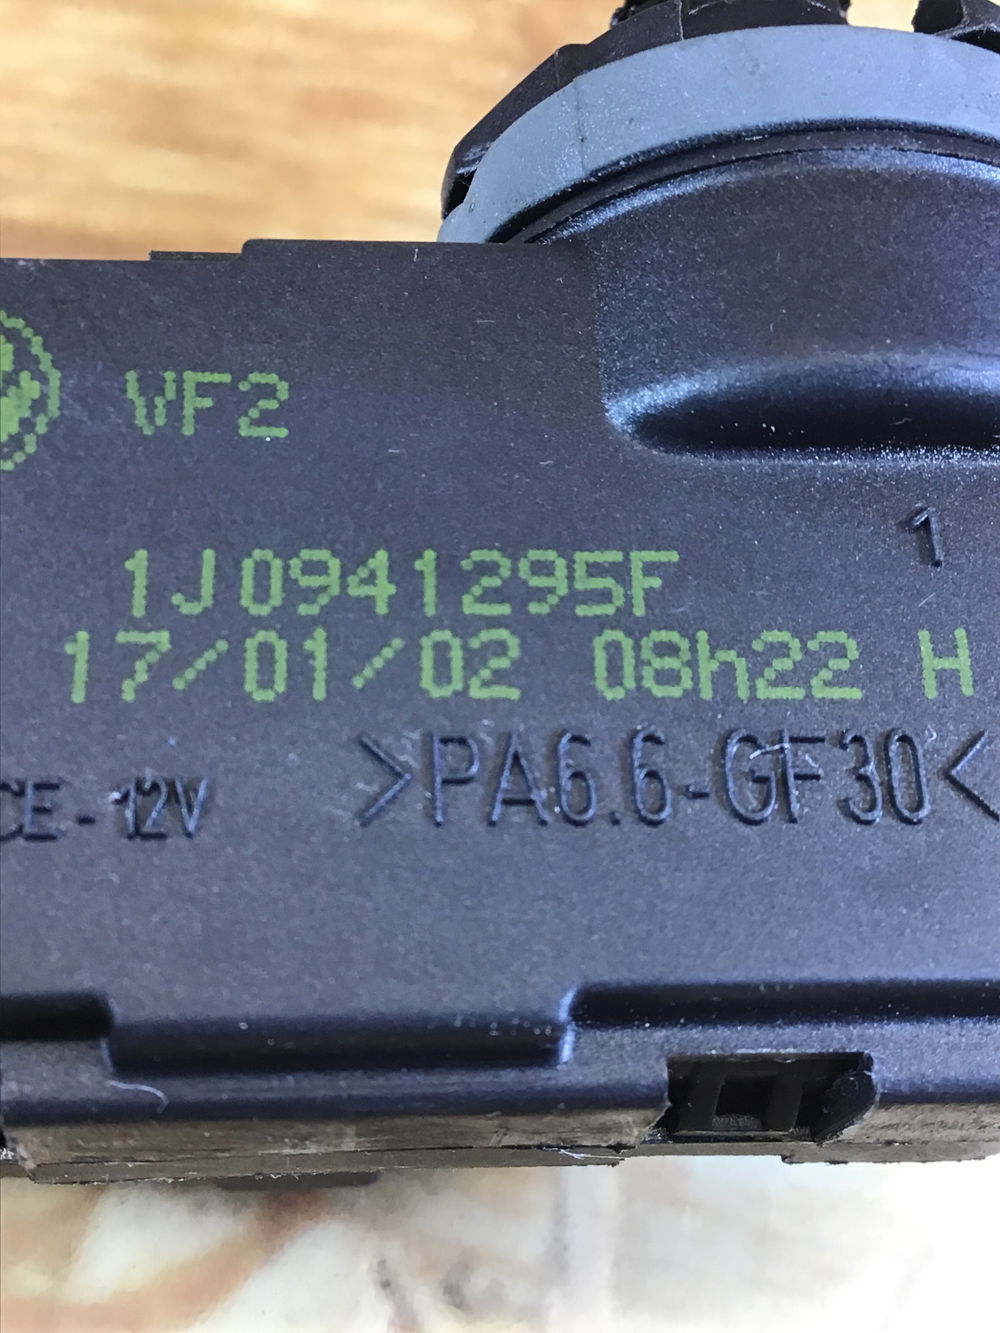 VF2
1
1J0941295F
17/01/02 08h22 H
CE-12V
>PA6.6-GF30<